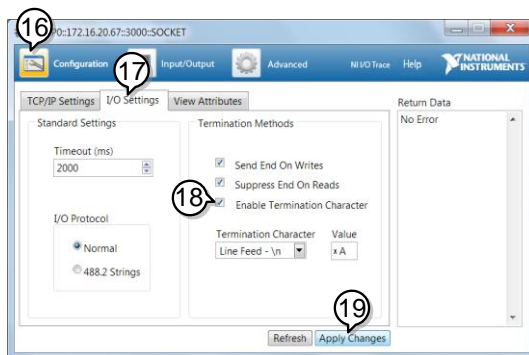 16
P0::172.16.20.67::3000::SOCKET
Configuration
17
Input/Output
Advanced
NI I/O Trace
Help
NATIONAL INSTRUMENTS
TCP/IP Settings
I/O Settings
View Attributes
Return Data
Standard Settings
Termination Methods
No Error
Timeout (ms)
2000
Send End On Writes
Suppress End On Reads
18
Enable Termination Character
I/O Protocol
Termination Character
Value
Normal
Line Feed - \n
x A
488.2 Strings
19
Refresh
Apply Changes